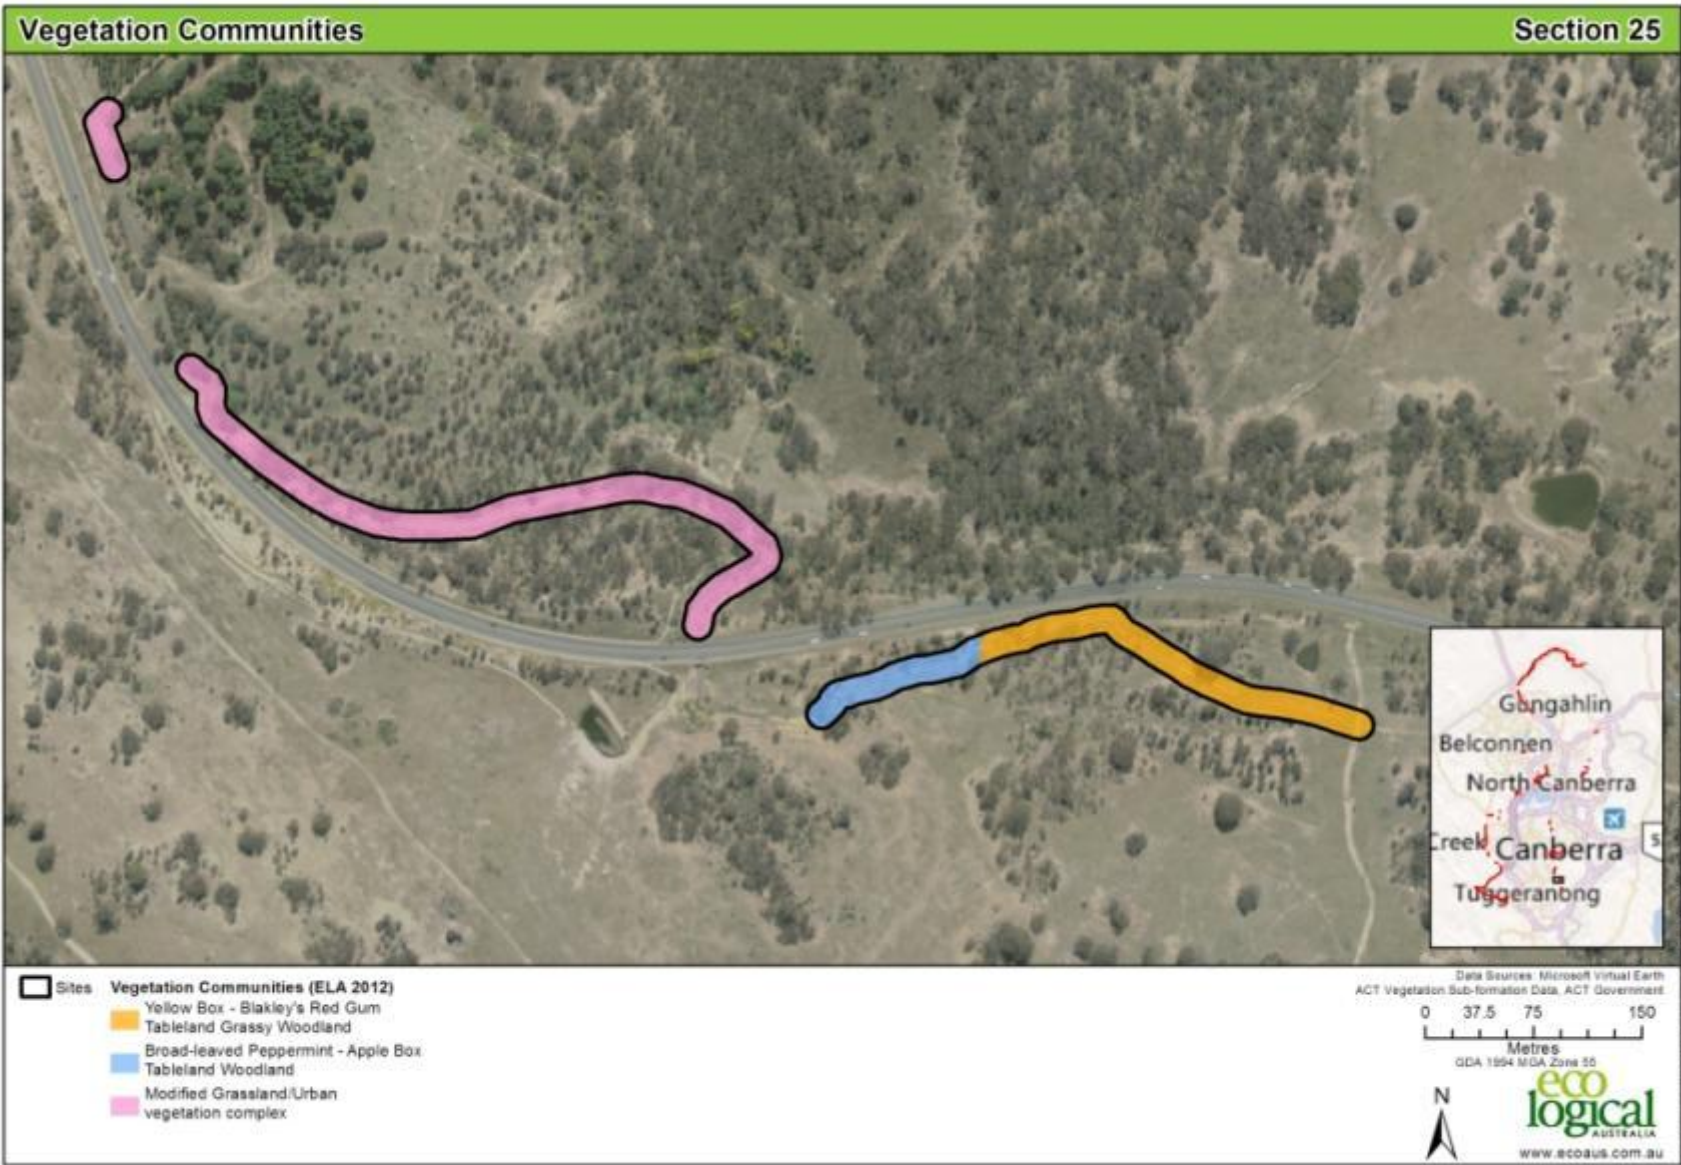 Vegetation Communities
Section 25
Gungahlin
Belconnen
North Canberra
Creek
Canberra
5
Tuggeranong
Sites
Vegetation Communities (ELA 2012)
Yellow Box - Blakley's Red Gum
Tableland Grassy Woodland
Broad-leaved Peppermint - Apple Box
Tableland Woodland
Modified Grassland/Urban
vegetation complex
Data Sources: Microsoft Virtual Earth
ACT Vegetation Sub-formation Data, ACT Government
0 37.5 75 150
Metres
GDA 1994 MGA Zone 55
N
eco
logical
AUSTRALIA
www.ecoaus.com.au